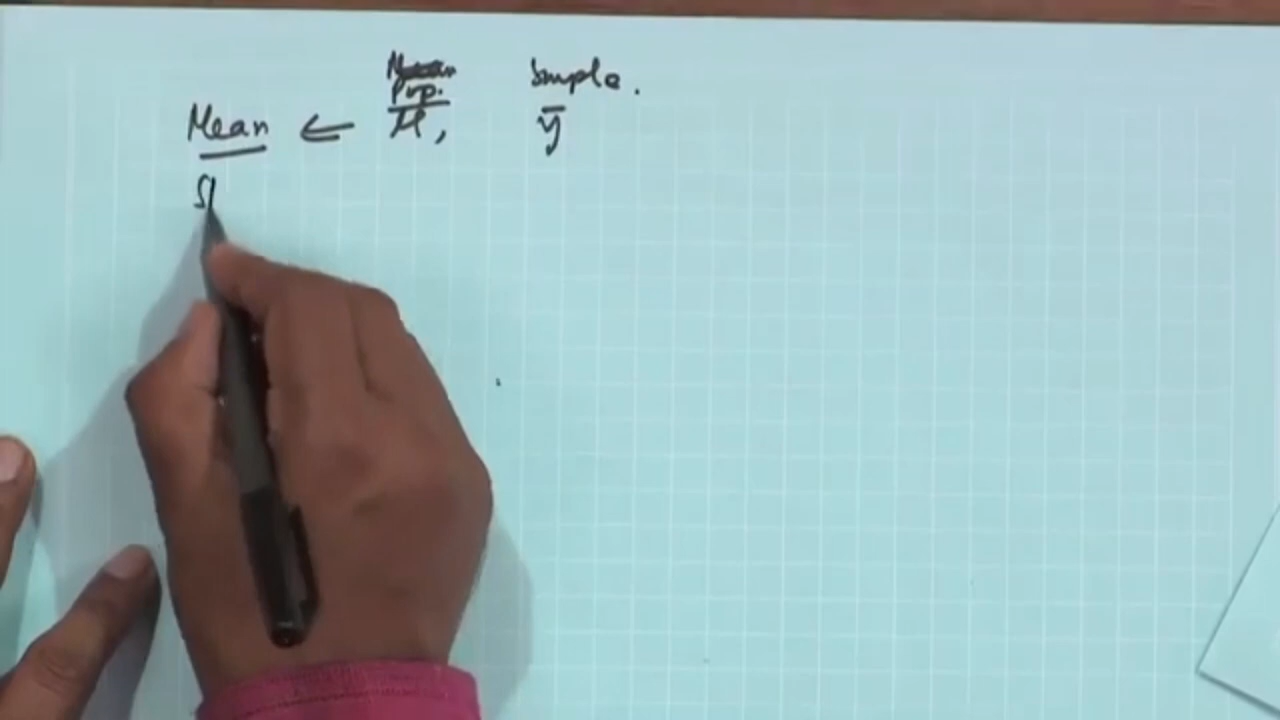 Pop. Sample.
Mean ⇐ μ, ȳ